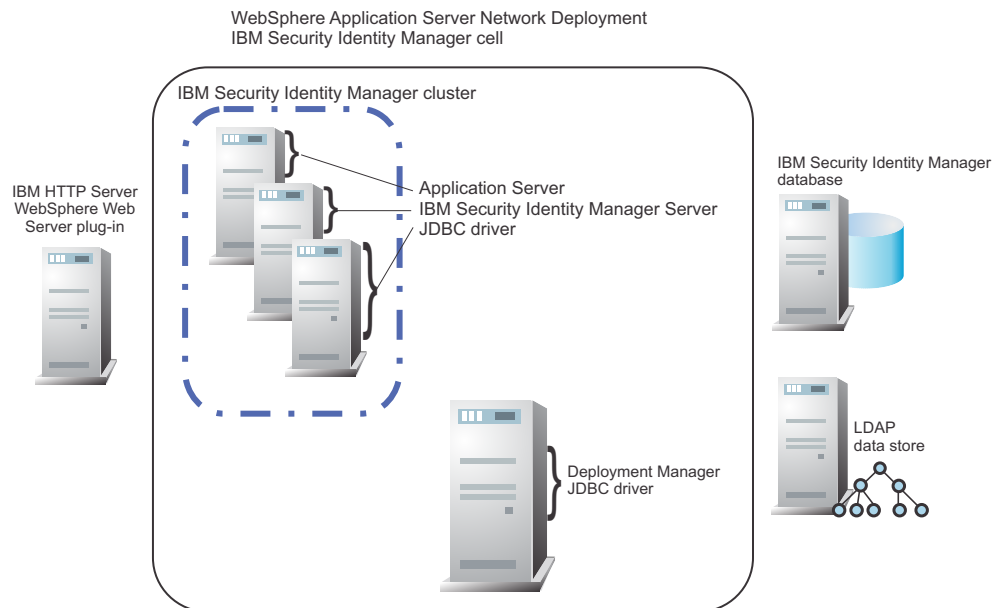 WebSphere Application Server Network Deployment
IBM Security Identity Manager cell
IBM Security Identity Manager cluster
IBM HTTP Server
WebSphere Web
Server plug-in
Application Server
IBM Security Identity Manager Server
JDBC driver
IBM Security Identity Manager
database
LDAP
data store
Deployment Manager
JDBC driver